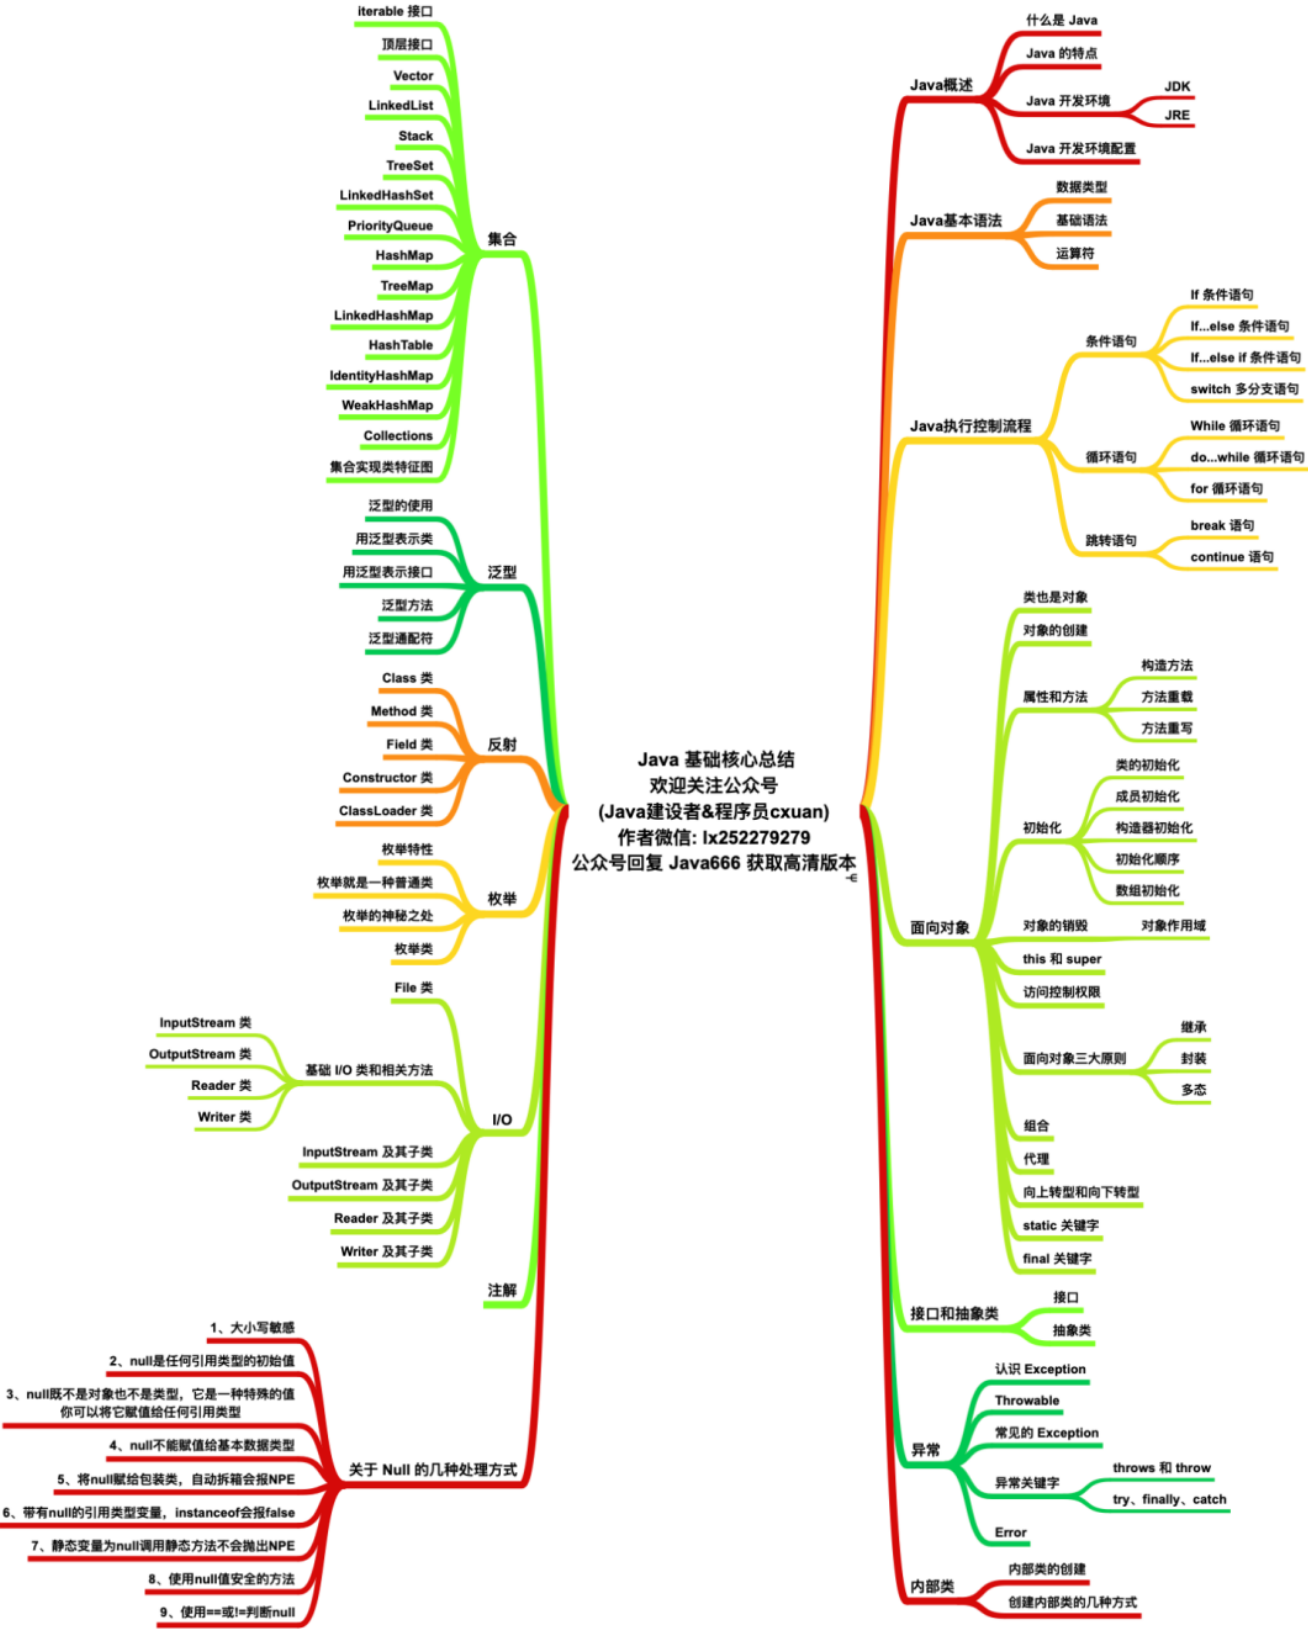 Java 基础核心总结
欢迎关注公众号
(Java建设者&程序员cxuan)
作者微信: lx252279279
公众号回复 Java666 获取高清版本
Java概述
什么是 Java
Java 的特点
Java 开发环境
JDK
JRE
Java 开发环境配置
Java基本语法
数据类型
基础语法
运算符
Java执行控制流程
条件语句
If 条件语句
If...else 条件语句
If...else if 条件语句
switch 多分支语句
循环语句
While 循环语句
do...while 循环语句
for 循环语句
跳转语句
break 语句
continue 语句
面向对象
类也是对象
对象的创建
属性和方法
构造方法
方法重载
方法重写
初始化
类的初始化
成员初始化
构造器初始化
初始化顺序
数组初始化
对象的销毁
对象作用域
this 和 super
访问控制权限
面向对象三大原则
继承
封装
多态
组合
代理
向上转型和向下转型
static 关键字
final 关键字
接口和抽象类
接口
抽象类
异常
认识 Exception
Throwable
常见的 Exception
异常关键字
throws 和 throw
try、finally、catch
Error
内部类
内部类的创建
创建内部类的几种方式
集合
iterable 接口
顶层接口
Vector
LinkedList
Stack
TreeSet
LinkedHashSet
PriorityQueue
HashMap
TreeMap
LinkedHashMap
HashTable
IdentityHashMap
WeakHashMap
Collections
集合实现类特征图
泛型
泛型的使用
用泛型表示类
用泛型表示接口
泛型方法
泛型通配符
反射
Class 类
Method 类
Field 类
Constructor 类
ClassLoader 类
枚举
枚举特性
枚举就是一种普通类
枚举的神秘之处
枚举类
I/O
File 类
基础 I/O 类和相关方法
InputStream 类
OutputStream 类
Reader 类
Writer 类
InputStream 及其子类
OutputStream 及其子类
Reader 及其子类
Writer 及其子类
注解
关于 Null 的几种处理方式
1、大小写敏感
2、null是任何引用类型的初始值
3、null既不是对象也不是类型，它是一种特殊的值
你可以将它赋值给任何引用类型
4、null不能赋值给基本数据类型
5、将null赋给包装类，自动拆箱会报NPE
6、带有null的引用类型变量，instanceof会报false
7、静态变量为null调用静态方法不会抛出NPE
8、使用null值安全的方法
9、使用==或!=判断null